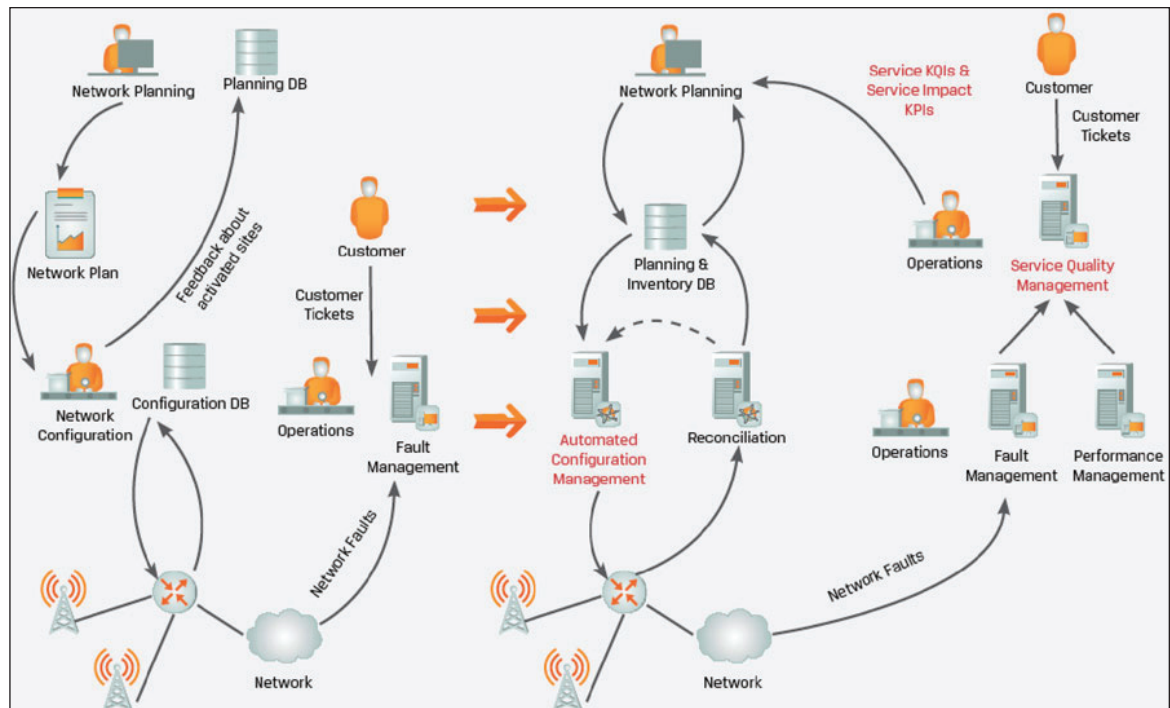 Network Planning
Planning DB
Network Plan
Feedback about
activated sites
Customer
Customer
Tickets
Network
Configuration
Configuration DB
Operations
Fault
Management
Network Faults
Network
Network Planning
Service KQIs &
Service Impact
KPIs
Customer
Customer
Tickets
Planning &
Inventory DB
Operations
Service Quality
Management
Automated
Configuration
Management
Reconciliation
Operations
Fault
Management
Performance
Management
Network Faults
Network